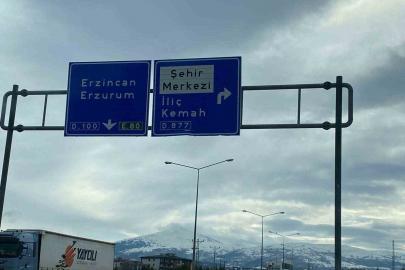 Erzincan
Erzurum
D.100
E.80
Şehir
Merkezi
İliç
Kemah
D.877